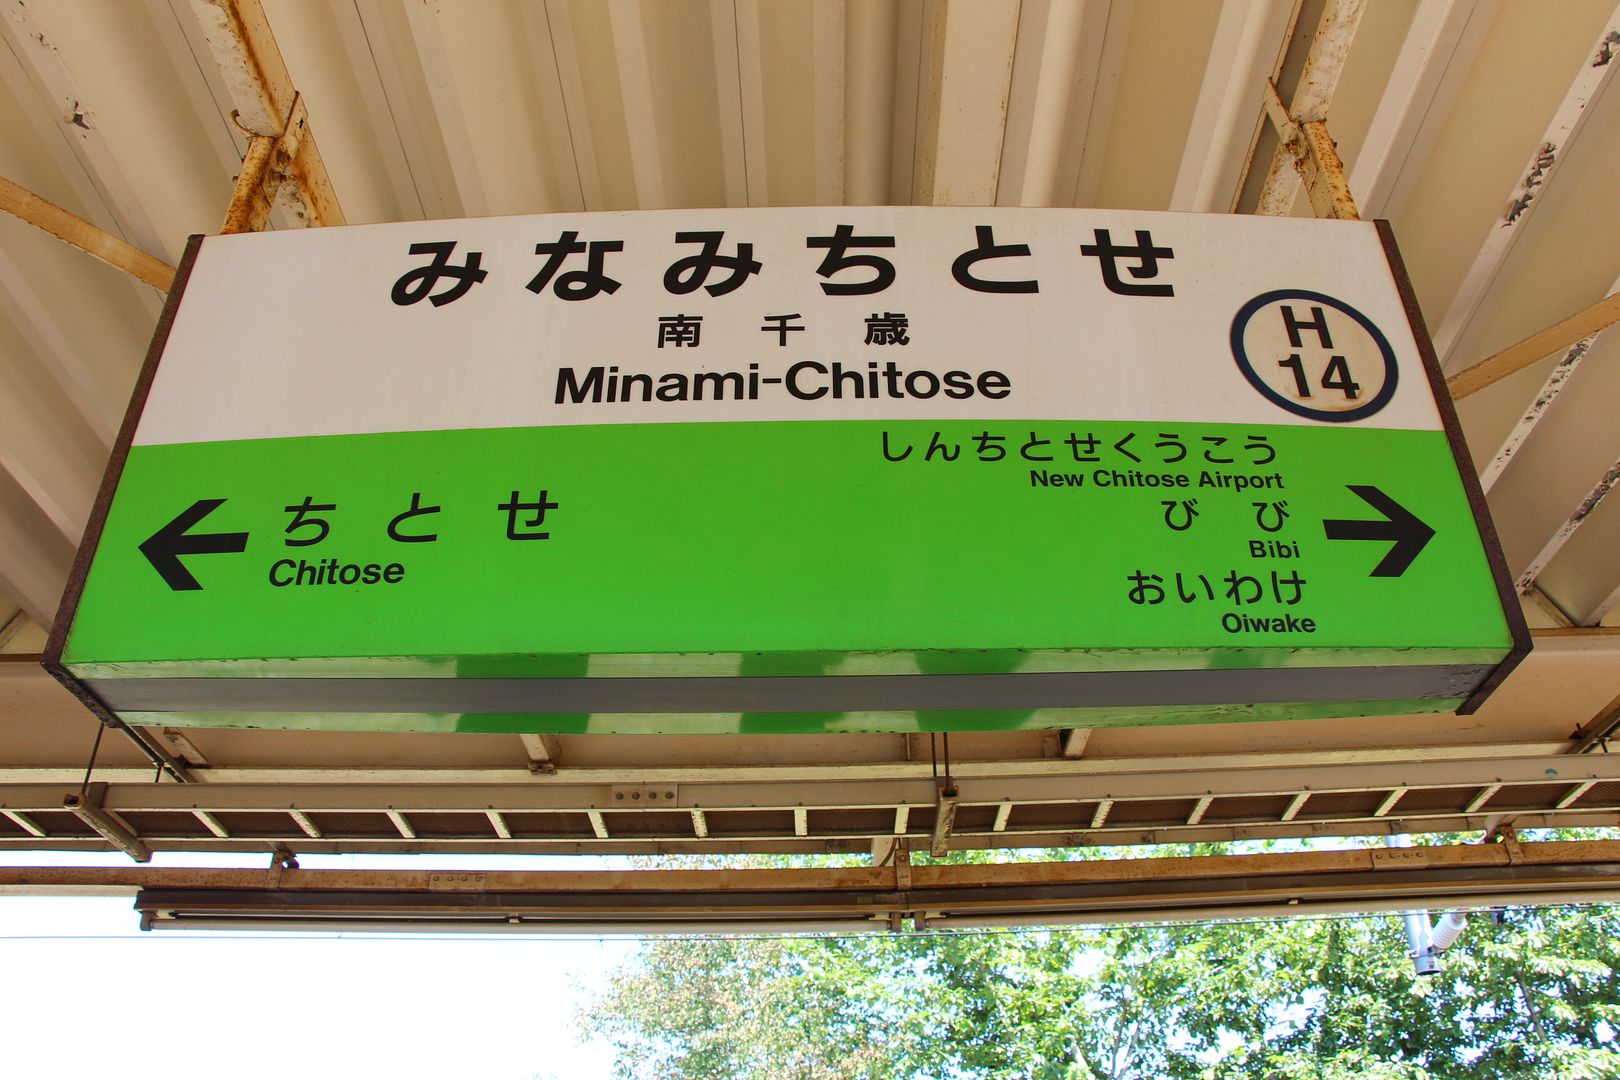 みなみちとせ
南千歳
Minami-Chitose
H
14
ちとせ
Chitose
しんちとせくうこう
New Chitose Airport
びび
Bibi
おいわけ
Oiwake